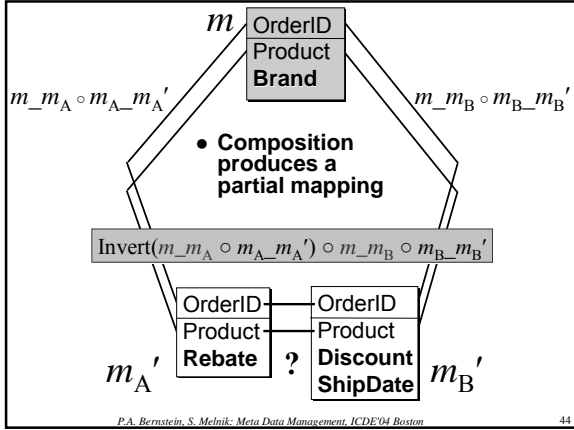 m
OrderID
Product
Brand
m_mA ∘ mA_mA′
m_mB ∘ mB_mB′
• Composition
produces a
partial mapping
Invert(m_mA ∘ mA_mA′) ∘ m_mB ∘ mB_mB′
OrderID
Product
Rebate
?
OrderID
Product
Discount
ShipDate
mA′
mB′
P.A. Bernstein, S. Melnik: Meta Data Management, ICDE'04 Boston
44